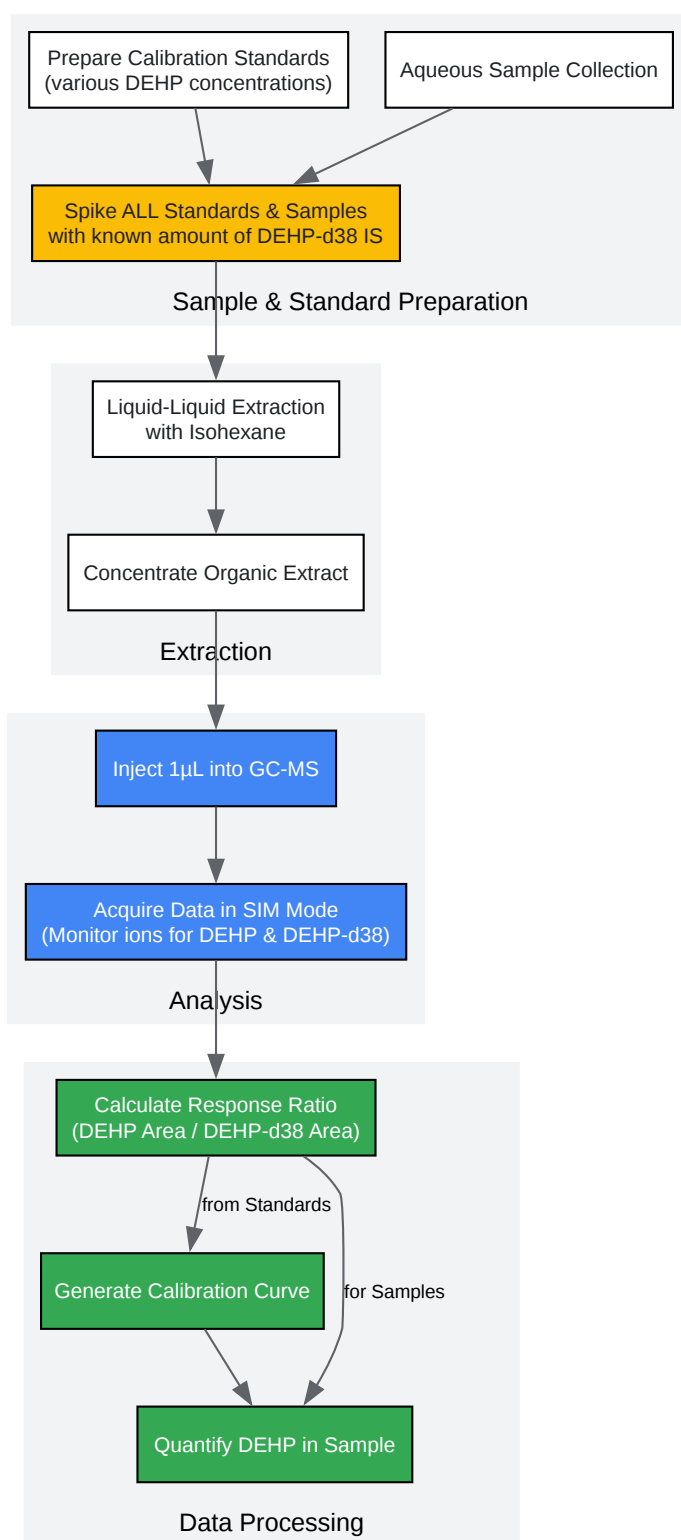 Prepare Calibration Standards
(various DEHP concentrations)
Aqueous Sample Collection
Spike ALL Standards & Samples
with known amount of DEHP-d38 IS
Sample & Standard Preparation
Liquid-Liquid Extraction
with Isohexane
Concentrate Organic Extract
Extraction
Inject 1µL into GC-MS
Acquire Data in SIM Mode
(Monitor ions for DEHP & DEHP-d38)
Analysis
Calculate Response Ratio
(DEHP Area / DEHP-d38 Area)
from Standards
Generate Calibration Curve
for Samples
Quantify DEHP in Sample
Data Processing